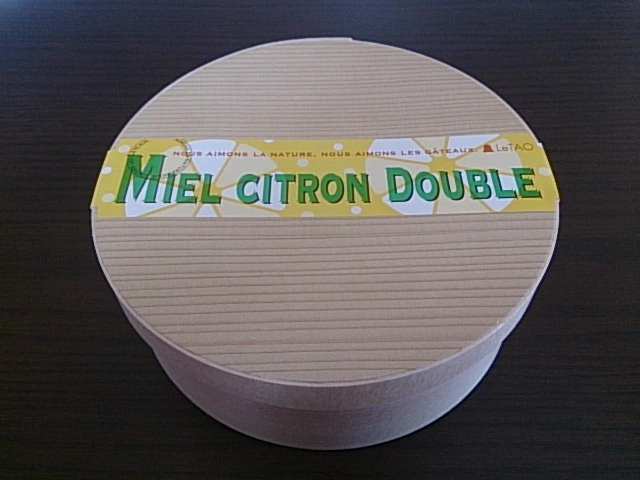 NOUS AIMONS LA NATURE, NOUS AIMONS LES GÂTEAUX. LeTAO
MIEL CITRON DOUBLE